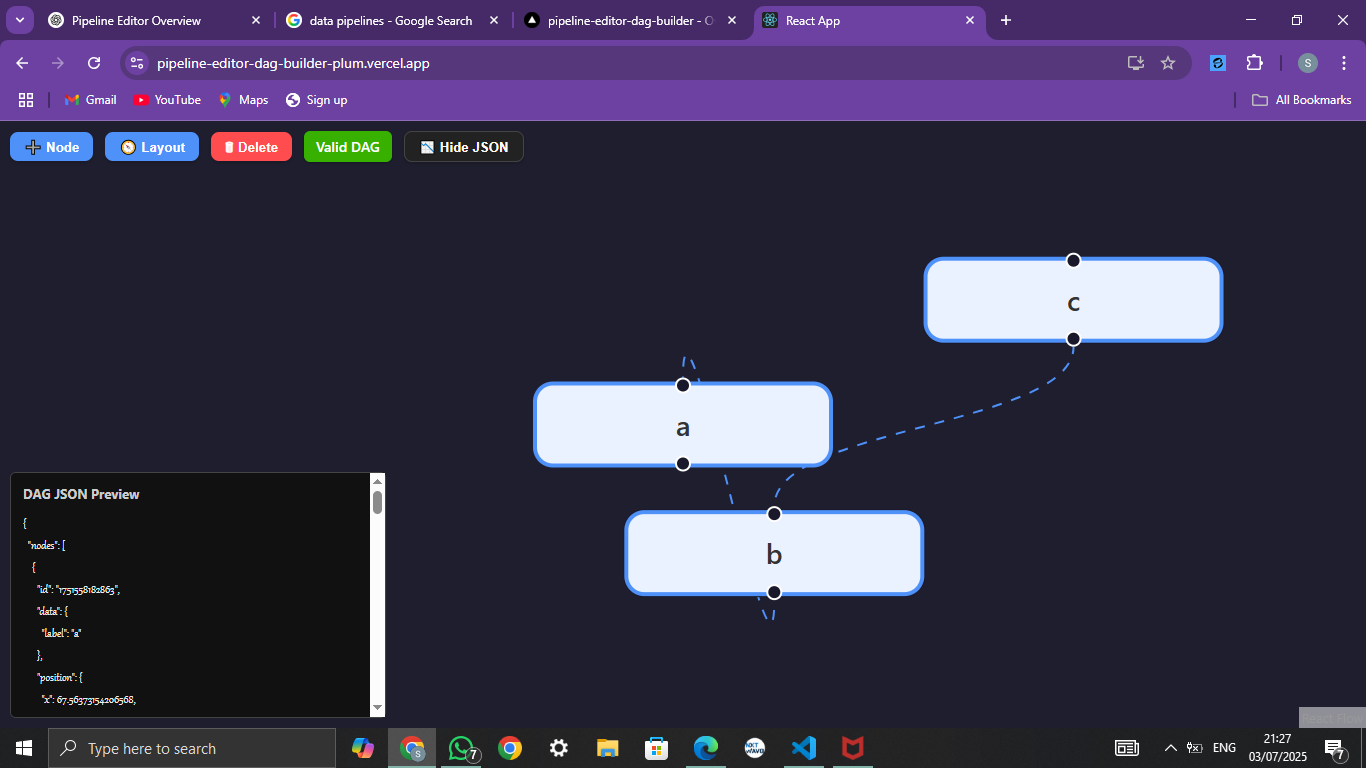 Pipeline Editor Overview
data pipelines - Google Search
pipeline-editor-dag-builder - O
React App
pipeline-editor-dag-builder-plum.vercel.app
S
Gmail
YouTube
Maps
Sign up
All Bookmarks
Node
Layout
Delete
Valid DAG
Hide JSON
c
a
b
DAG JSON Preview
{
"nodes": [
{
"id": "1751558182863",
"data": {
"label": "a"
},
"position": {
"x": 67.56373154206568,
React Flow
Type here to search
S
7
NXT
WAVE
ENG
21:27
03/07/2025
7